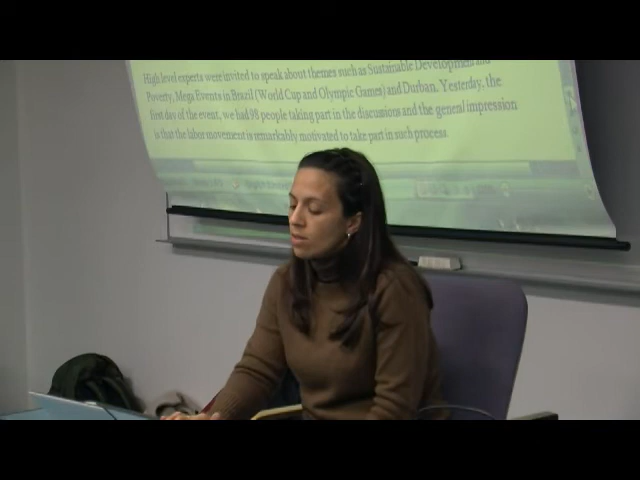 High level experts were invited to speak about themes such as Sustainable Development and
Poverty, Mega Events in Brazil (World Cup and Olympic Games) and Durban. Yesterday, the
first day of the event, we had 98 people taking part in the discussions and the general impression
is that the labor movement is remarkably motivated to take part in such process